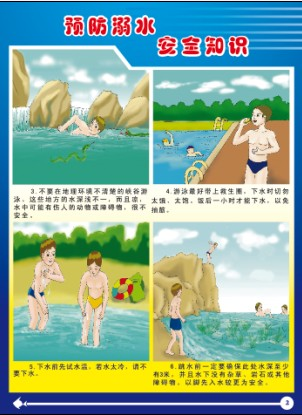 预防溺水
安全知识
3.不要在地理环境不清楚的峡谷游
泳。这些地方的水深浅不一,而且凉,
水中可能有伤人的动物或障碍物,很不
安全。
4.游泳最好带上救生圈,下水时切勿
太饿、太饱。饭后一小时才能下水,以免
抽筋。
5.下水前先试水温,若水太冷,请不
要下水。
6.跳水前一定要确保此处水深至少
有3米,并且水下没有杂草、岩石或其他
障碍物。以脚先入水较更为安全。
2